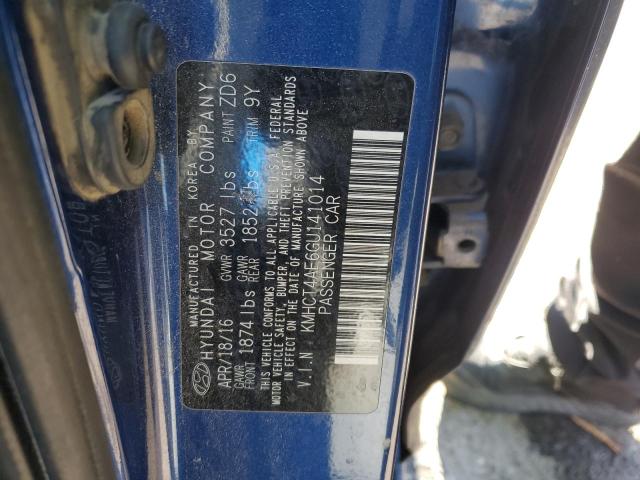 MANUFACTURED IN KOREA BY
HYUNDAI MOTOR COMPANY
APR/18/16 GVWR 3527 lbs PAINT ZD6
GAWR FRONT 1874 lbs GAWR REAR 1852 lbs TRIM 9Y
THIS VEHICLE CONFORMS TO ALL APPLICABLE U.S.A FEDERAL
MOTOR VEHICLE SAFETY, BUMPER, AND THEFT PREVENTION STANDARDS
IN EFFECT ON THE DATE OF MANUFACTURE SHOWN ABOVE
V.I.N KMHCT4AE6GU141014
PASSENGER CAR